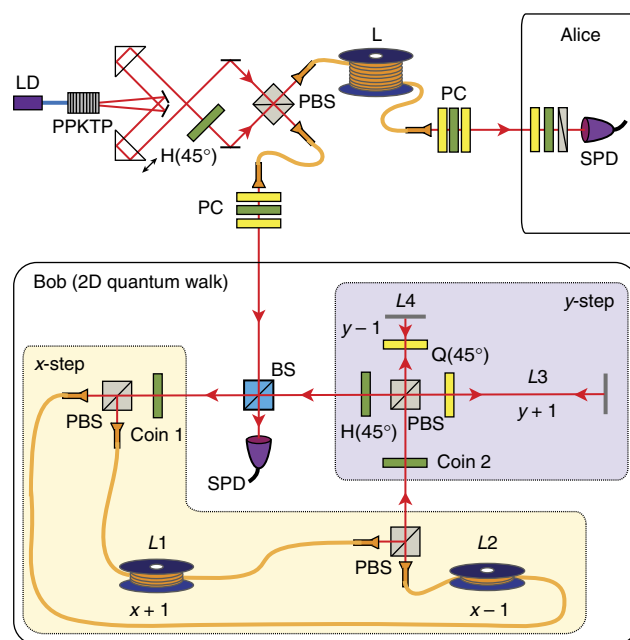 L
Alice
LD
PPKTP
PBS
PC
H(45°)
SPD
PC
Bob (2D quantum walk)
L4
y-step
y − 1
x-step
Q(45°)
BS
L3
PBS
Coin 1
H(45°)
PBS
y + 1
SPD
Coin 2
L1
L2
PBS
x + 1
x − 1